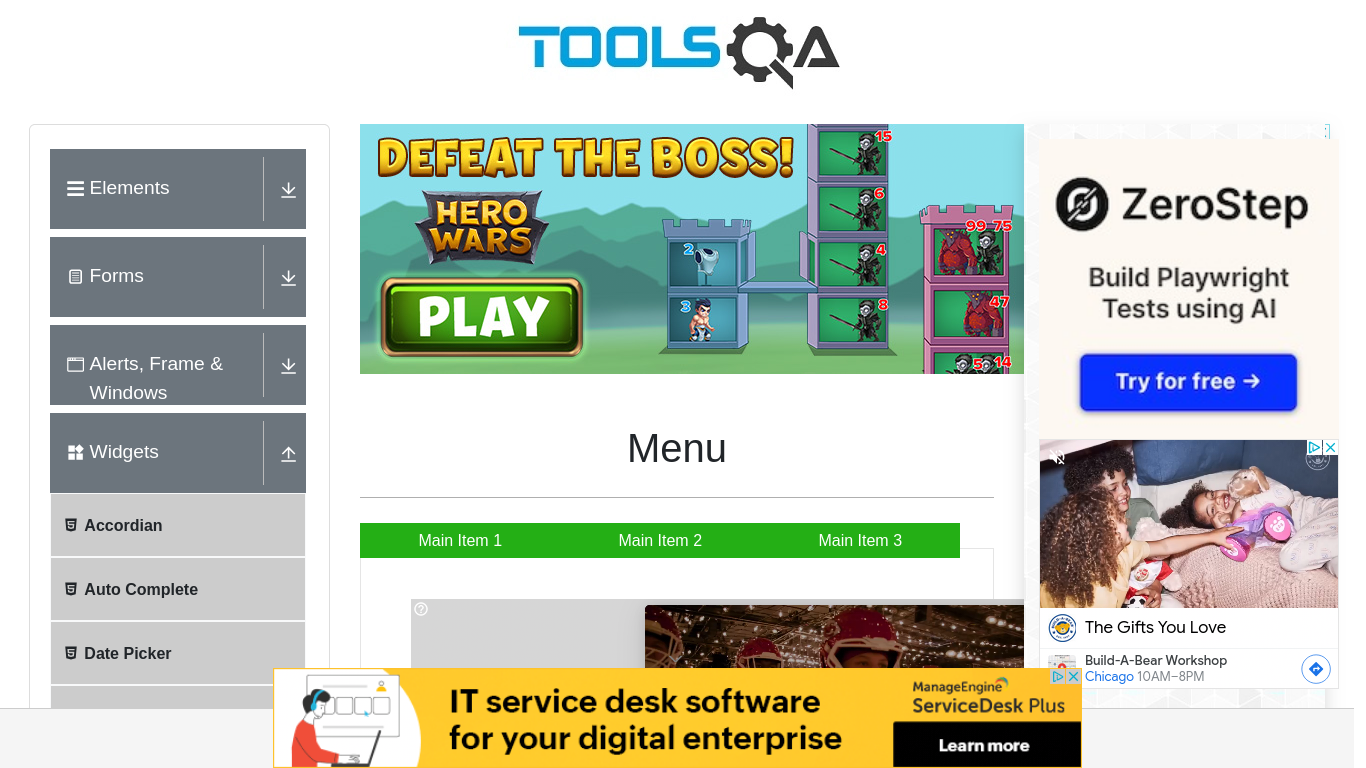 TOOLSQA
Elements
Forms
Alerts, Frame &
Windows
Widgets
Accordian
Auto Complete
Date Picker
DEFEAT THE BOSS!
HERO
WARS
PLAY
15
6
2
4
3
8
99 75
47
5 14
Menu
Main Item 1
Main Item 2
Main Item 3
ZeroStep
Build Playwright
Tests using AI
Try for free →
The Gifts You Love
Build-A-Bear Workshop
Chicago 10AM–8PM
IT service desk software
for your digital enterprise
ManageEngine
ServiceDesk Plus
Learn more